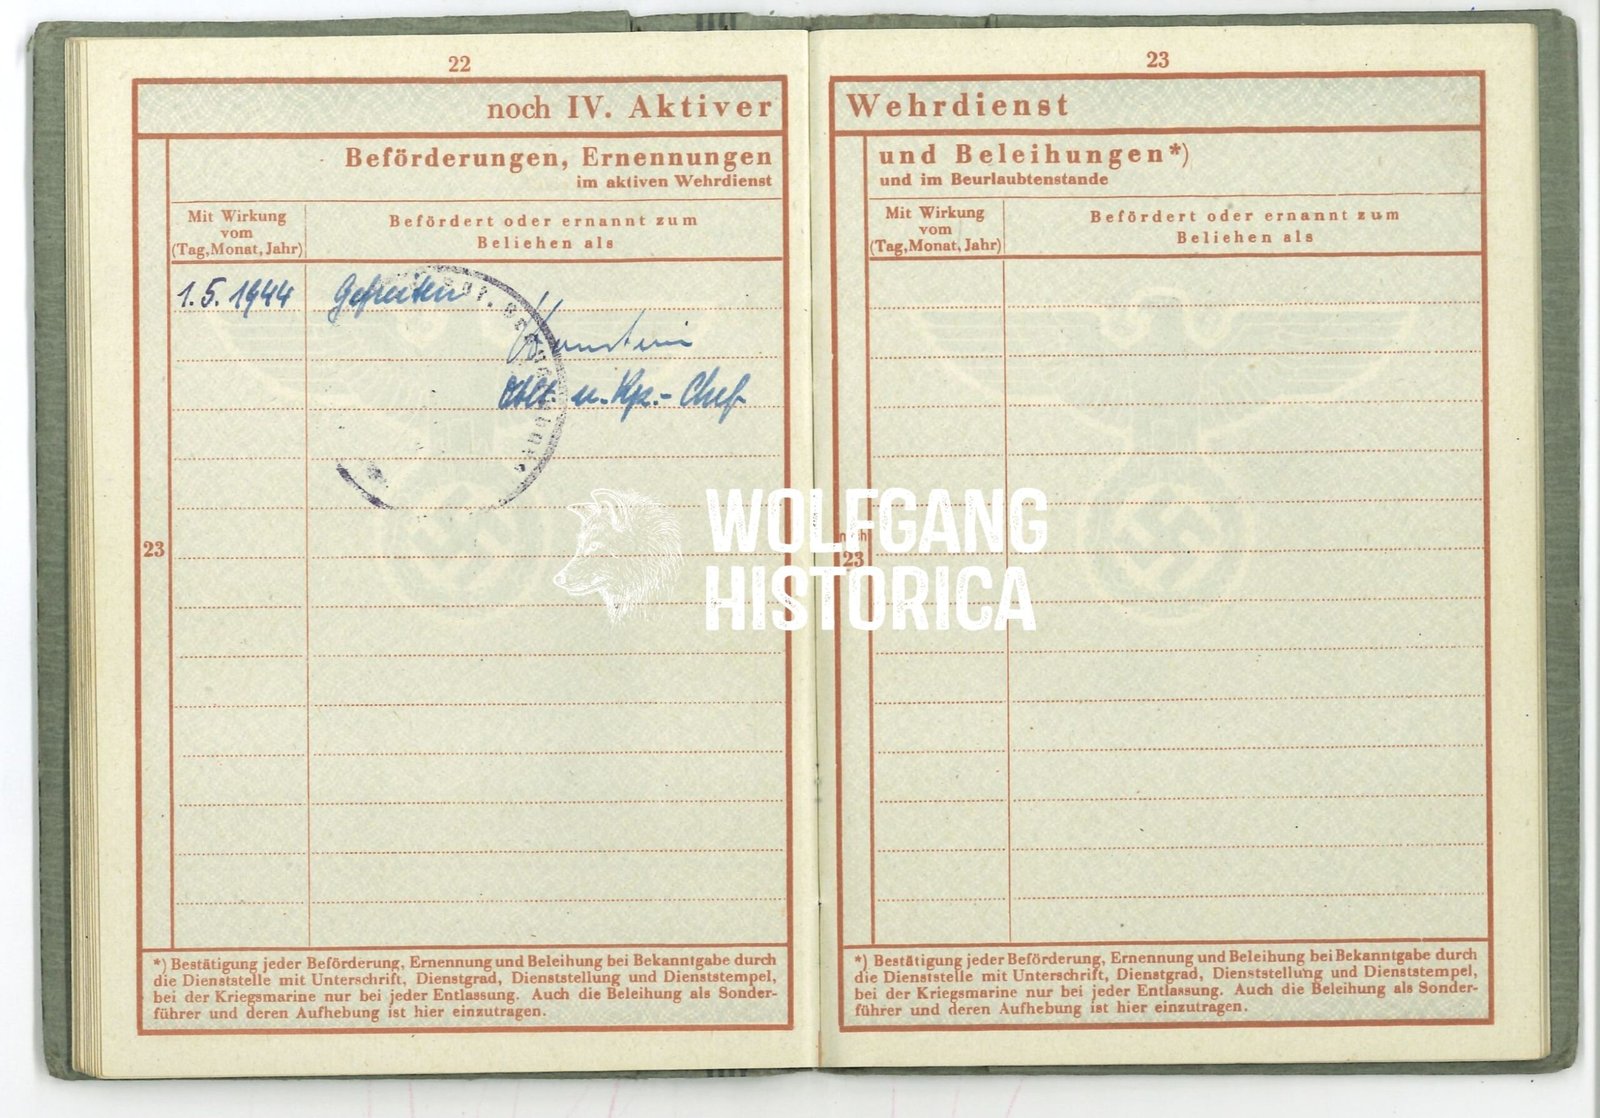 22
noch IV. Aktiver
Beförderungen, Ernennungen
im aktiven Wehrdienst
Mit Wirkung
vom
(Tag, Monat, Jahr)
Befördert oder ernannt zum
Beliehen als
1.5.1944 Gefreiten
Oblt. u. Kp.-Chef
23
*) Bestätigung jeder Beförderung, Ernennung und Beleihung bei Bekanntgabe durch
die Dienststelle mit Unterschrift, Dienstgrad, Dienststellung und Dienststempel,
bei der Kriegsmarine nur bei jeder Entlassung. Auch die Beleihung als Sonder-
führer und deren Aufhebung ist hier einzutragen.
23
Wehrdienst
und Beleihungen*)
und im Beurlaubtenstande
Mit Wirkung
vom
(Tag, Monat, Jahr)
Befördert oder ernannt zum
Beliehen als
noch
23
*) Bestätigung jeder Beförderung, Ernennung und Beleihung bei Bekanntgabe durch
die Dienststelle mit Unterschrift, Dienstgrad, Dienststellung und Dienststempel,
bei der Kriegsmarine nur bei jeder Entlassung. Auch die Beleihung als Sonder-
führer und deren Aufhebung ist hier einzutragen.
WOLFGANG
HISTORICA